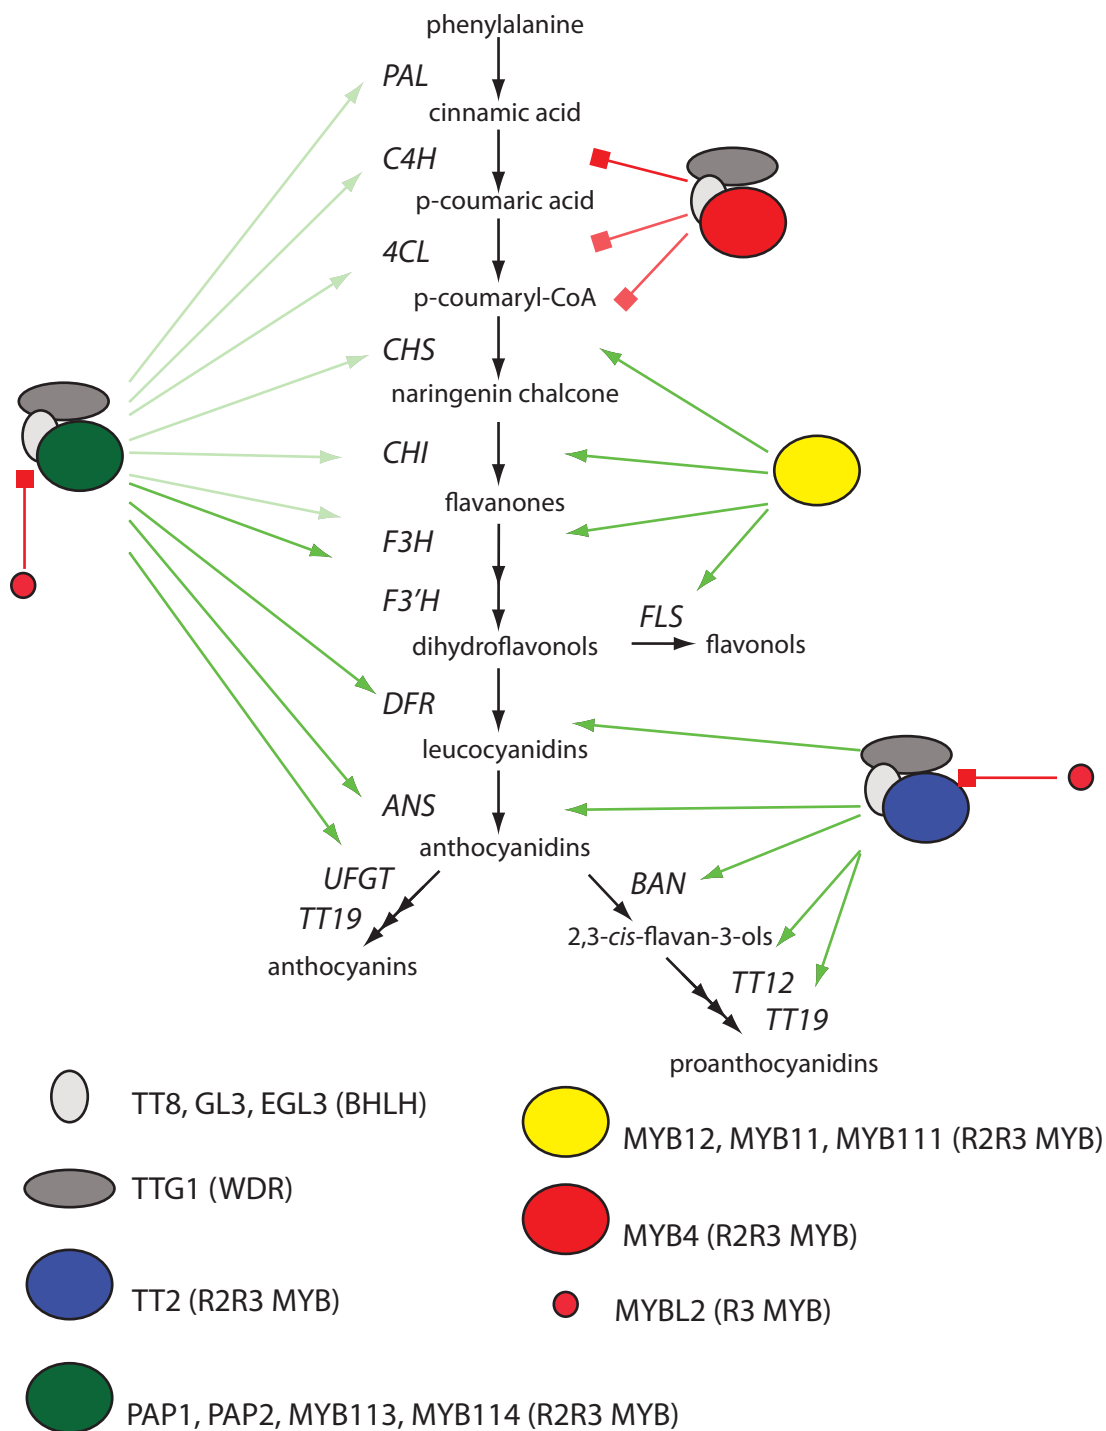 phenylalanine
PAL
cinnamic acid
C4H
p-coumaric acid
4CL
p-coumaryl-CoA
CHS
naringenin chalcone
CHI
flavanones
F3H
F3’H
FLS
dihydroflavonols
flavonols
DFR
leucocyanidins
ANS
anthocyanidins
UFGT
BAN
TT19
2,3-cis-flavan-3-ols
anthocyanins
TT12
TT19
proanthocyanidins
TT8, GL3, EGL3 (BHLH)
TTG1 (WDR)
TT2 (R2R3 MYB)
PAP1, PAP2, MYB113, MYB114 (R2R3 MYB)
MYB12, MYB11, MYB111 (R2R3 MYB)
MYB4 (R2R3 MYB)
MYBL2 (R3 MYB)